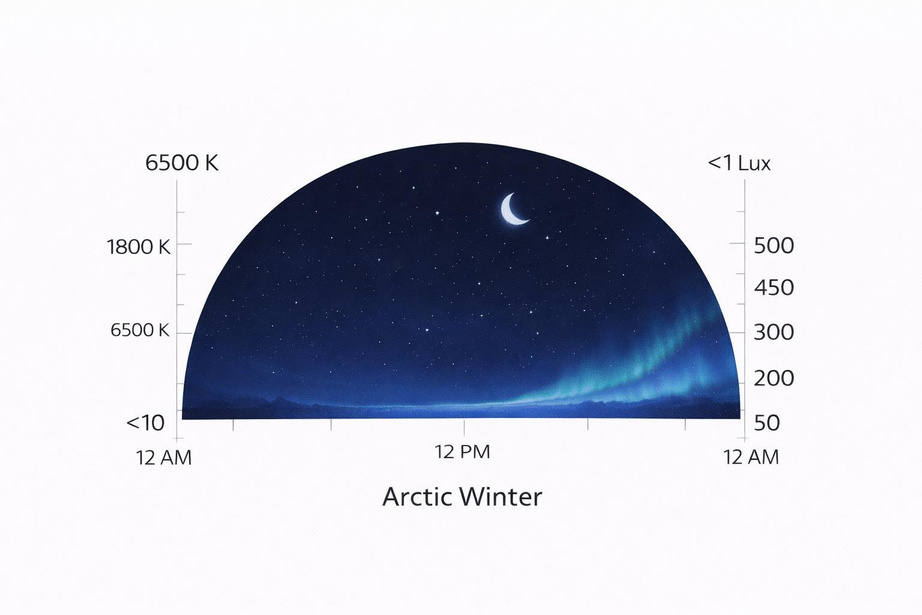 6500 K
<1 Lux
1800 K
500
450
6500 K
300
200
<10
50
12 AM
12 PM
12 AM
Arctic Winter